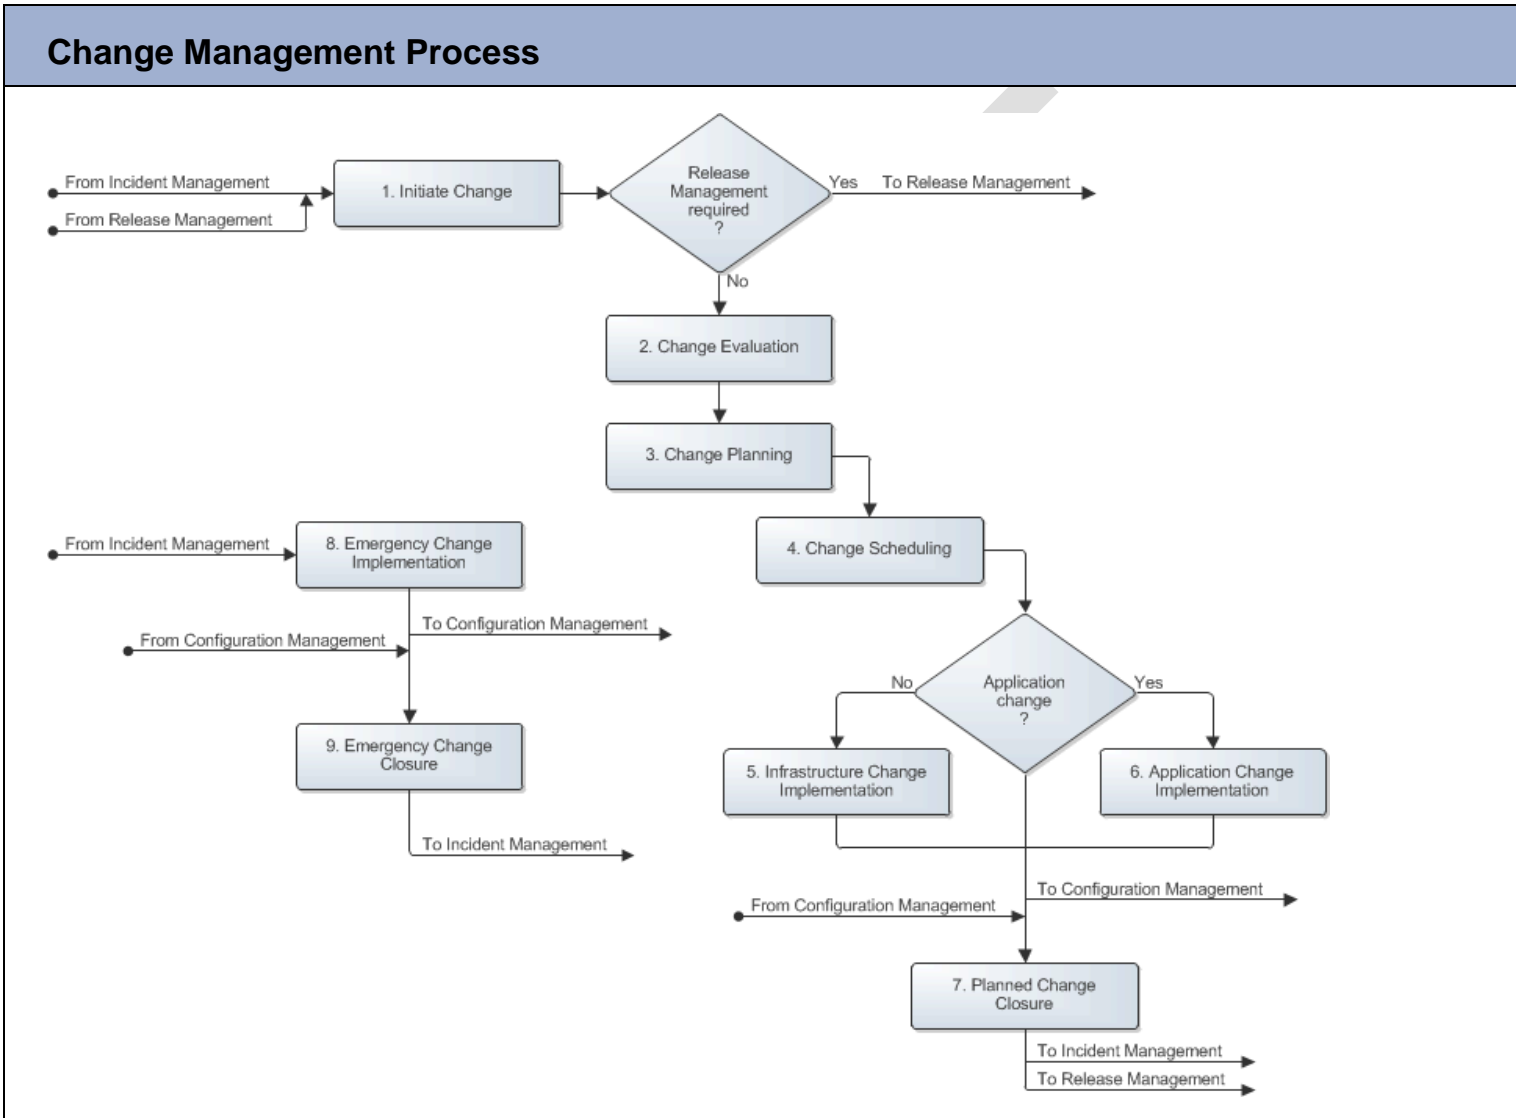 Change Management Process
From Incident Management
From Release Management
1. Initiate Change
Release
Management
required
?
Yes
To Release Management
No
2. Change Evaluation
3. Change Planning
4. Change Scheduling
From Incident Management
8. Emergency Change
Implementation
To Configuration Management
From Configuration Management
9. Emergency Change
Closure
To Incident Management
No
Application
change
?
Yes
5. Infrastructure Change
Implementation
6. Application Change
Implementation
To Configuration Management
From Configuration Management
7. Planned Change
Closure
To Incident Management
To Release Management